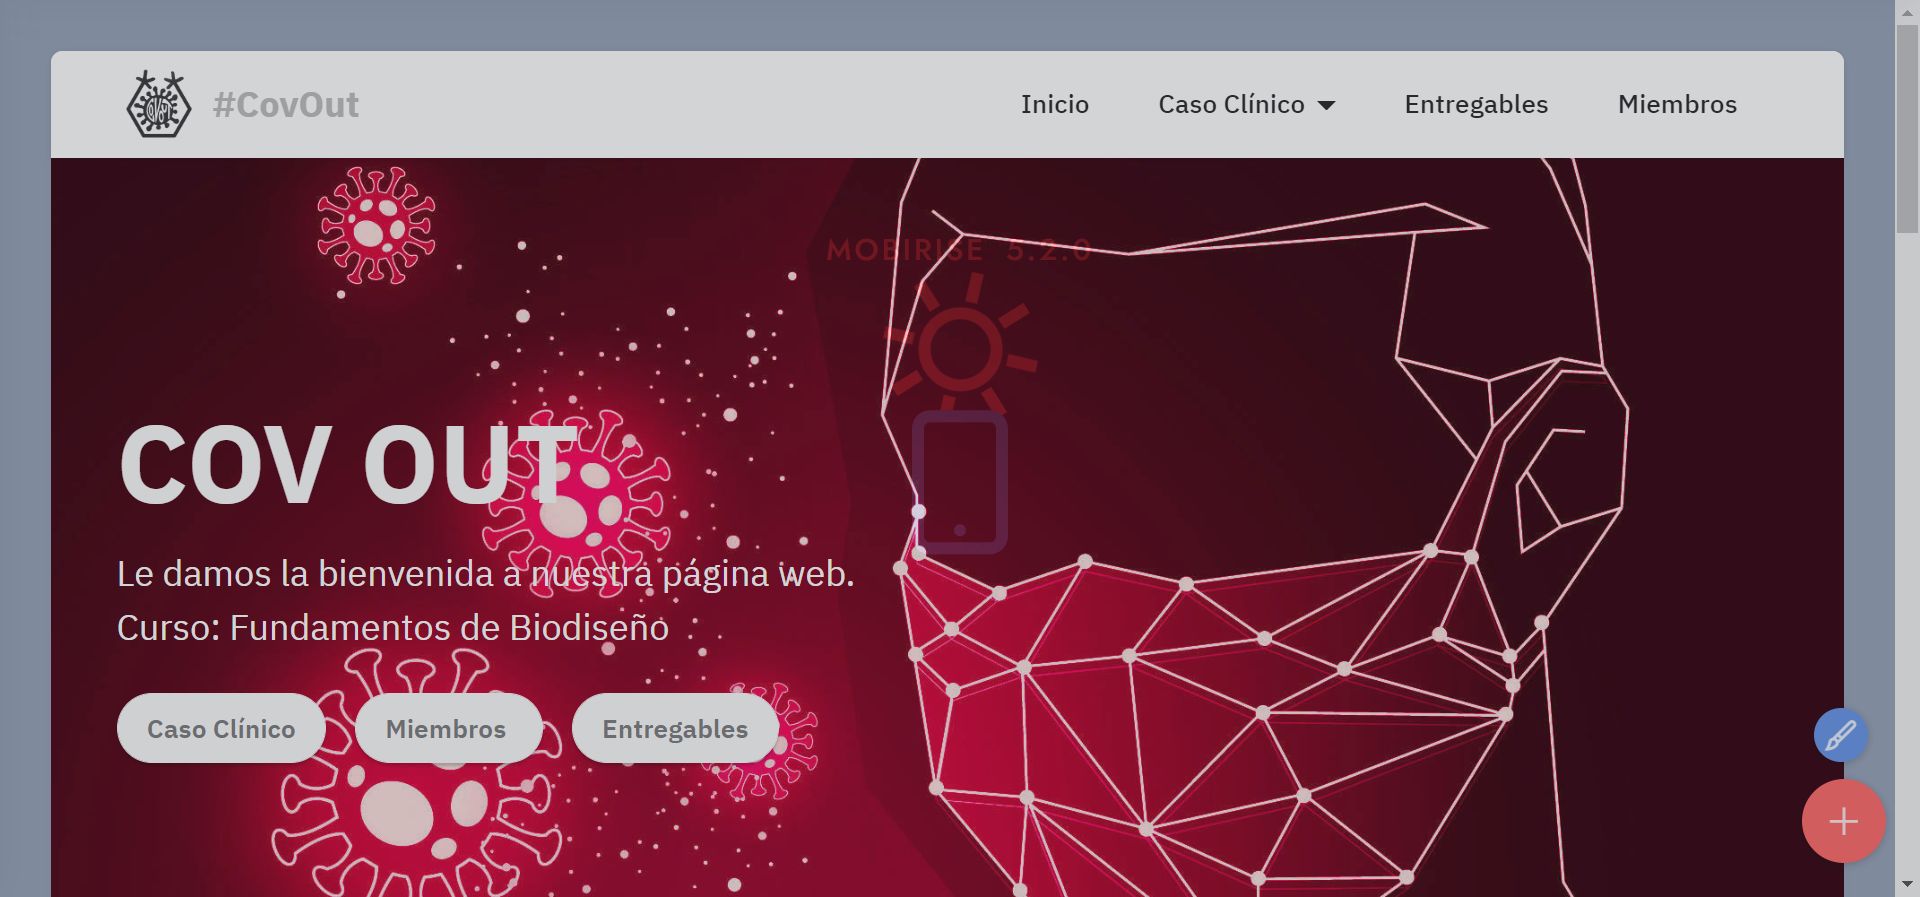 #CovOut
Inicio
Caso Clínico
Entregables
Miembros
MOBIRISE 5.2.0
COV OUT
Le damos la bienvenida a nuestra página web.
Curso: Fundamentos de Biodiseño
Caso Clínico
Miembros
Entregables